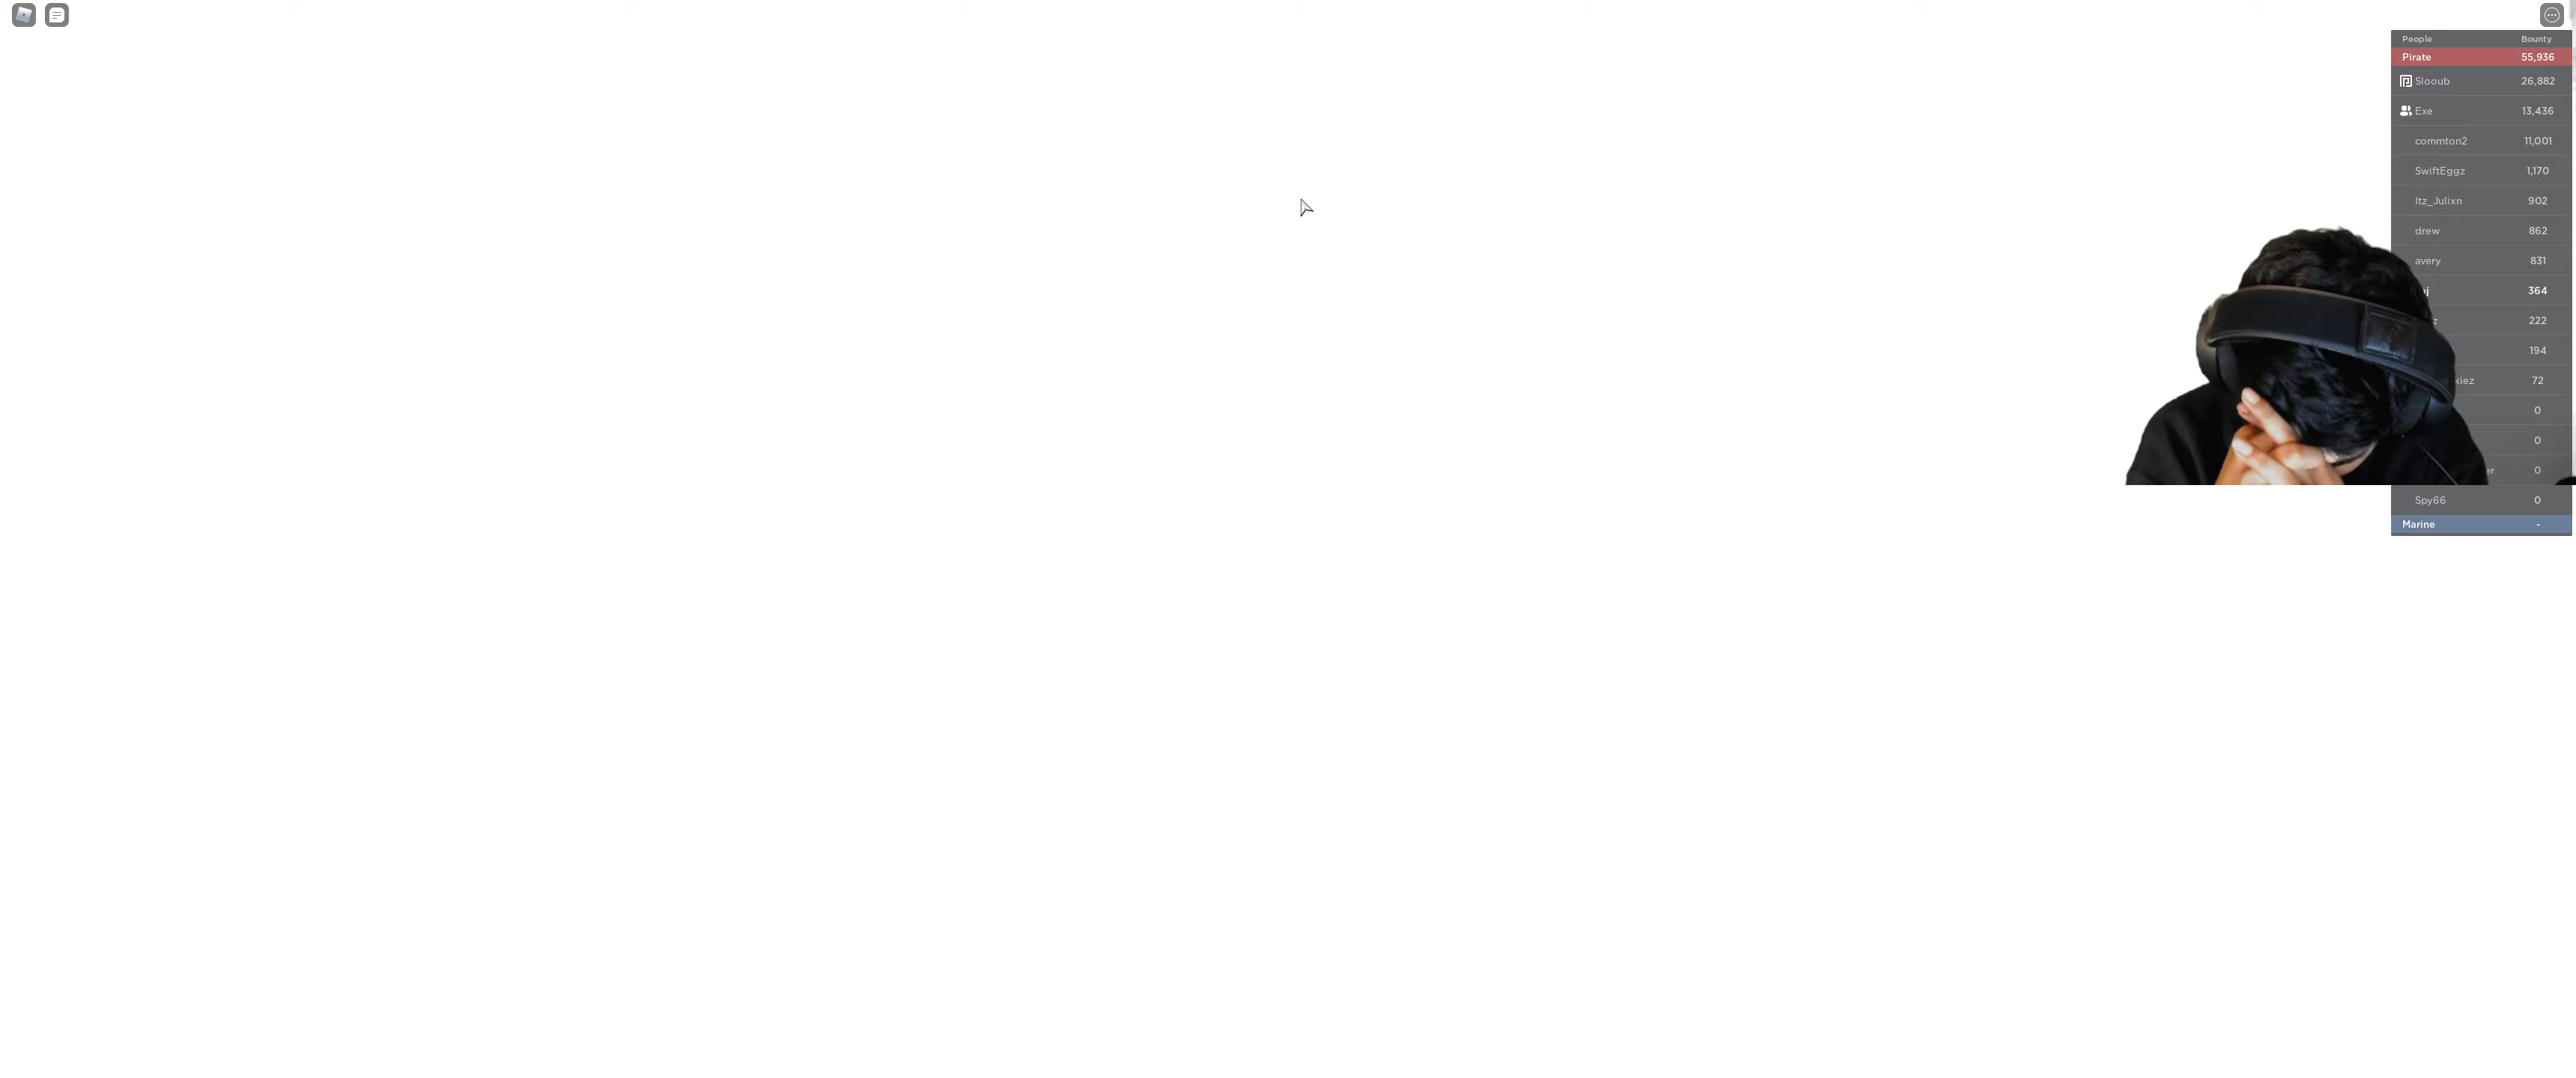 People Bounty
Pirate 55,936
Slooub 26,882
Exe 13,436
commton2 11,001
SwiftEggz 1,170
Itz_Julixn 902
drew 862
avery 831
364
222
194
72
0
0
0
Spy66 0
Marine -